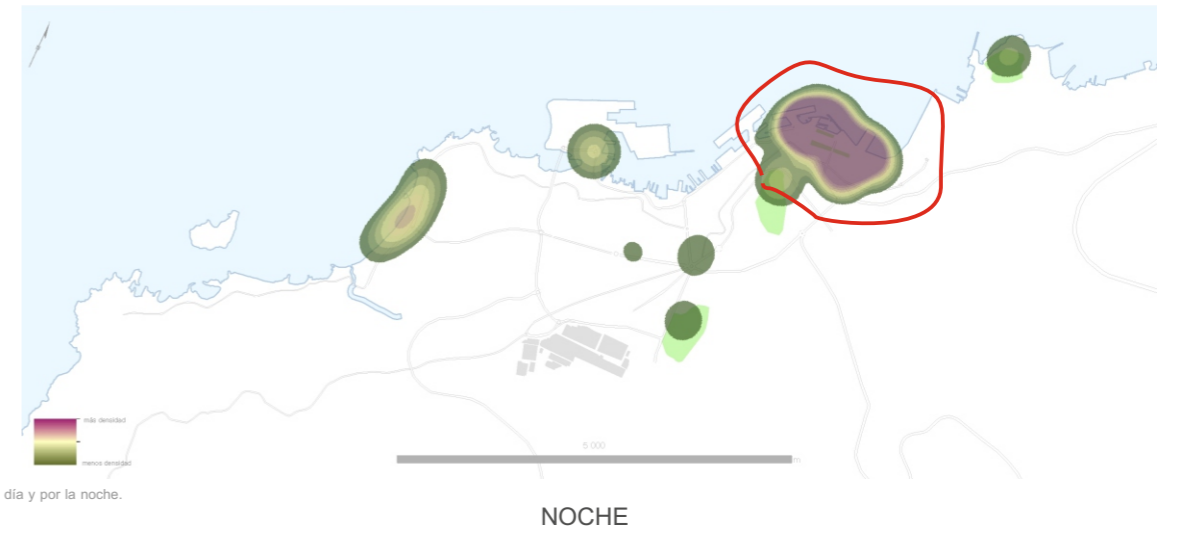 más densidad
menos densidad
5 000
m
día y por la noche.
NOCHE